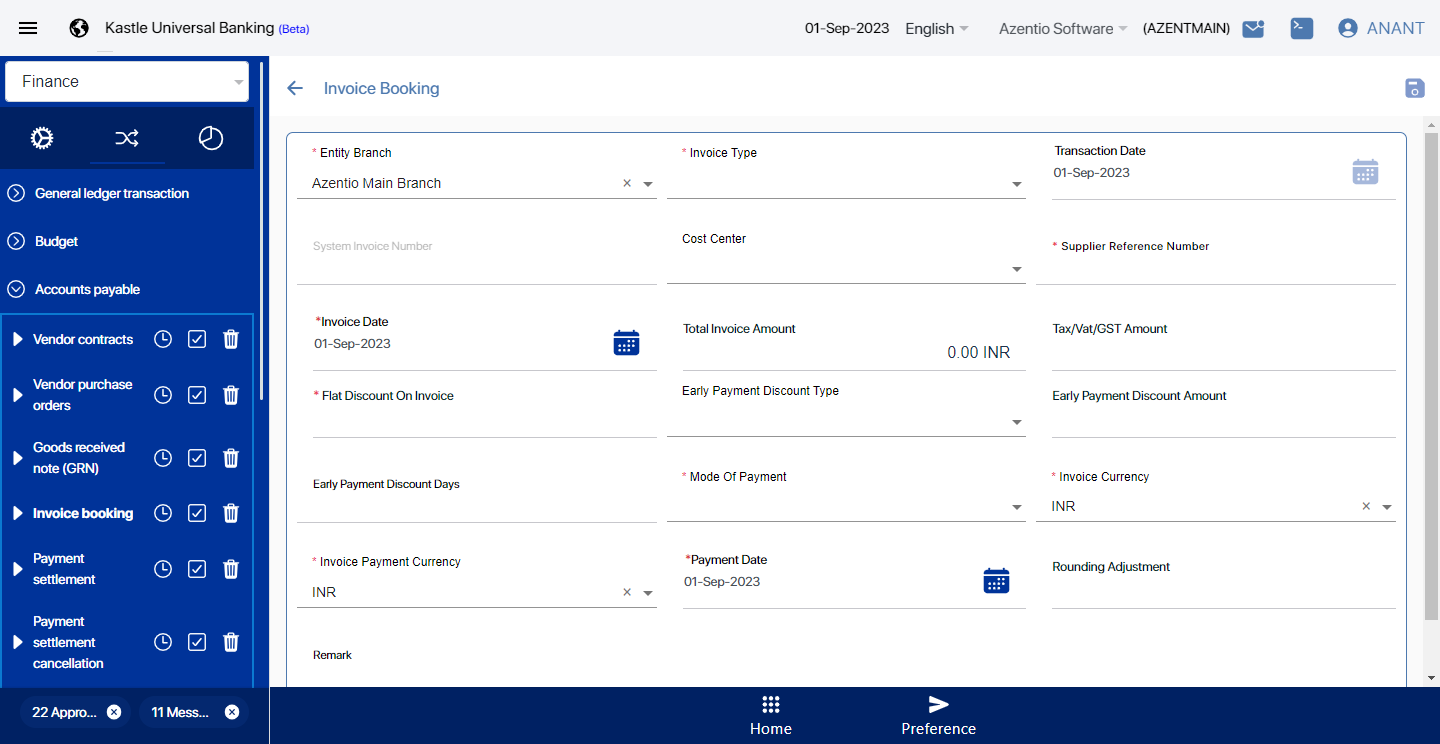 Kastle Universal Banking (Beta)
01-Sep-2023
English
Azentio Software
(AZENTMAIN)
ANANT
Finance
General ledger transaction
Budget
Accounts payable
Vendor contracts
Vendor purchase
orders
Goods received
note (GRN)
Invoice booking
Payment
settlement
Payment
settlement
cancellation
22 Appro...
11 Mess...
Invoice Booking
* Entity Branch
Azentio Main Branch
* Invoice Type
Transaction Date
01-Sep-2023
System Invoice Number
Cost Center
* Supplier Reference Number
*Invoice Date
01-Sep-2023
Total Invoice Amount
0.00 INR
Tax/Vat/GST Amount
* Flat Discount On Invoice
Early Payment Discount Type
Early Payment Discount Amount
Early Payment Discount Days
* Mode Of Payment
* Invoice Currency
INR
* Invoice Payment Currency
INR
*Payment Date
01-Sep-2023
Rounding Adjustment
Remark
Home
Preference